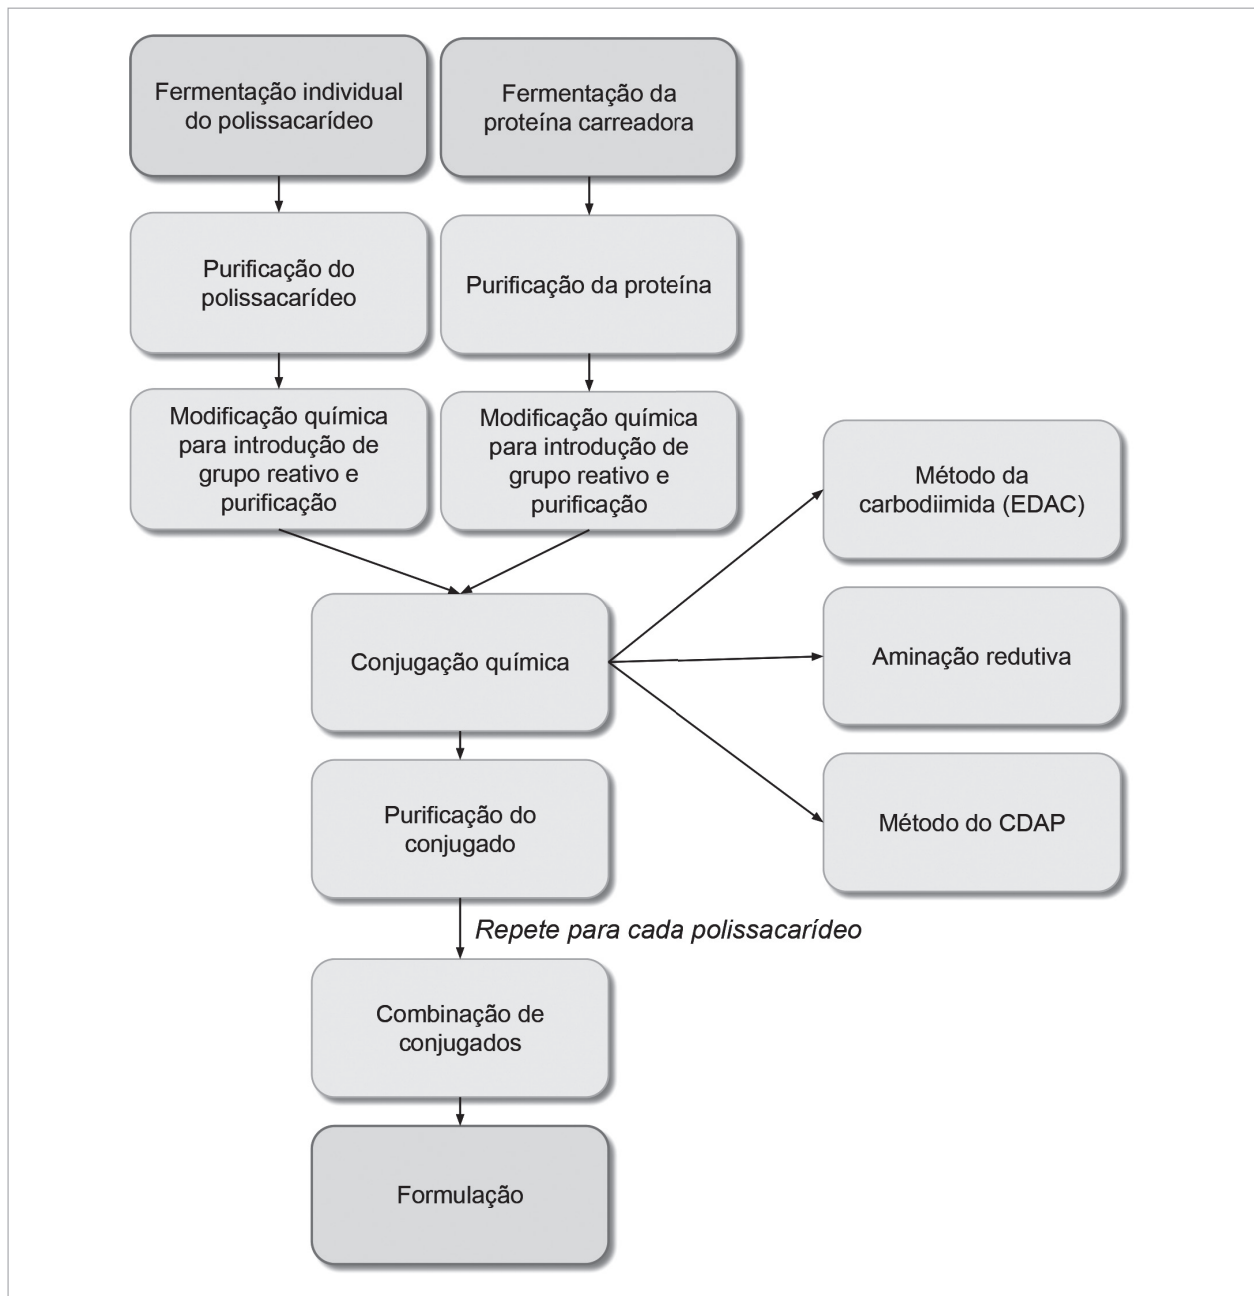 Fermentação individual
do polissacarídeo
Fermentação da
proteína carreadora
Purificação do
polissacarídeo
Purificação da proteína
Modificação química
para introdução de
grupo reativo e
purificação
Modificação química
para introdução de
grupo reativo e
purificação
Método da
carbodiimida (EDAC)
Conjugação química
Aminação redutiva
Purificação do
conjugado
Método do CDAP
Repete para cada polissacarídeo
Combinação de
conjugados
Formulação